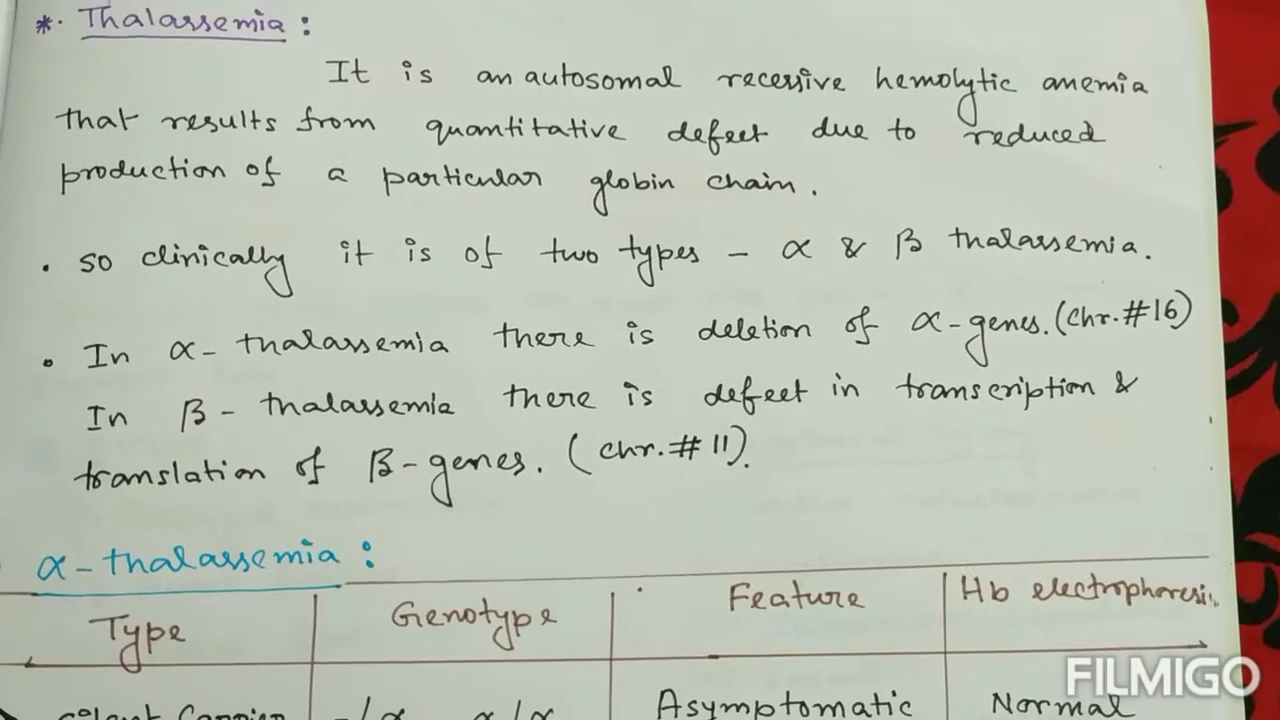 *. Thalassemia :
It is an autosomal recessive hemolytic anemia
that results from quantitative defect due to reduced
production of a particular globin chain.
. so clinically it is of two types - α & β thalassemia.
. In α- thalassemia there is deletion of α-genes. (chr.#16)
In β- thalassemia there is defect in transcription &
translation of β-genes. (chr.# 11).
α-thalassemia :
Type Genotype Feature Hb electrophoresis
-/α α/α Asymptomatic Normal
FILMIGO